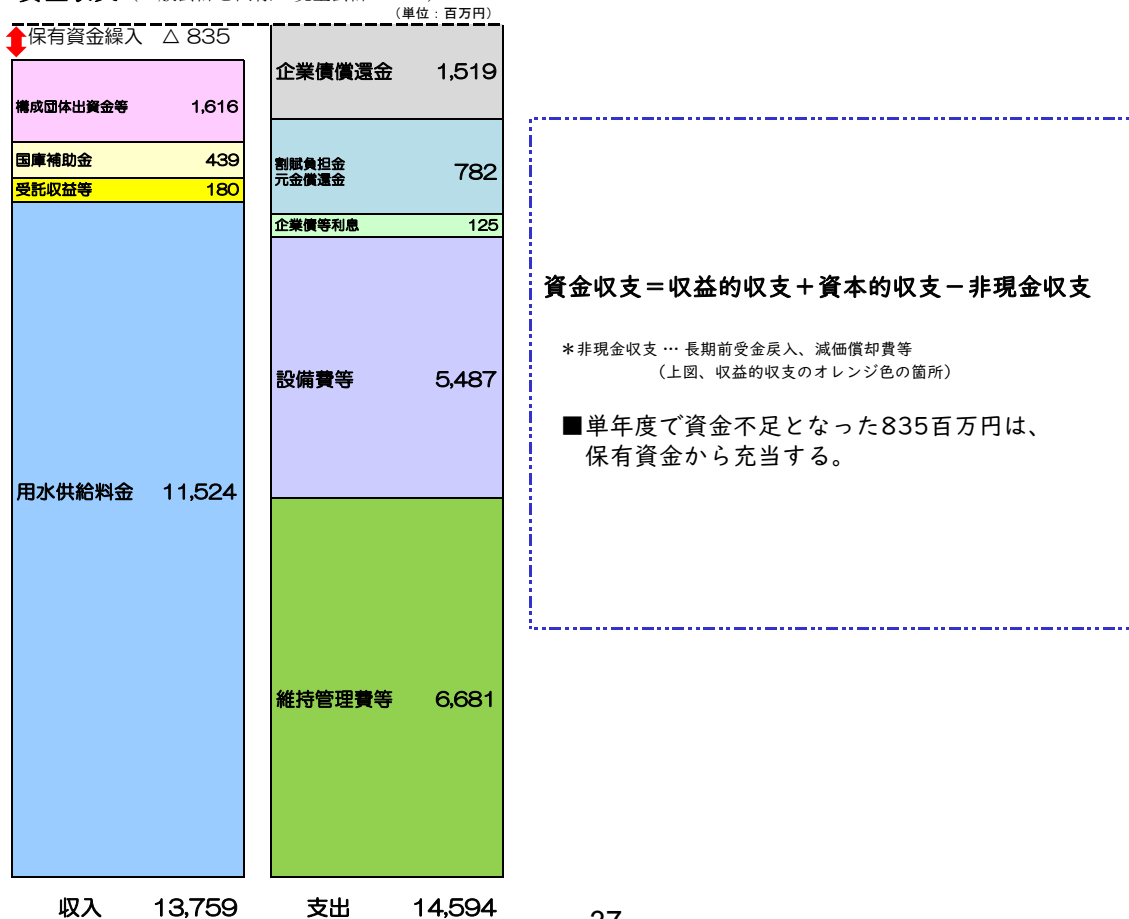 （単位：百万円）
保有資金繰入 △ 835
構成団体出資金等 1,616
国庫補助金 439
受託収益等 180
用水供給料金 11,524
収入 13,759
企業債償還金 1,519
割賦負担金
元金償還金 782
企業債等利息 125
設備費等 5,487
維持管理費等 6,681
支出 14,594
資金収支＝収益的収支＋資本的収支－非現金収支
＊非現金収支 … 長期前受金戻入、減価償却費等
（上図、収益的収支のオレンジ色の箇所）
■単年度で資金不足となった835百万円は、
保有資金から充当する。